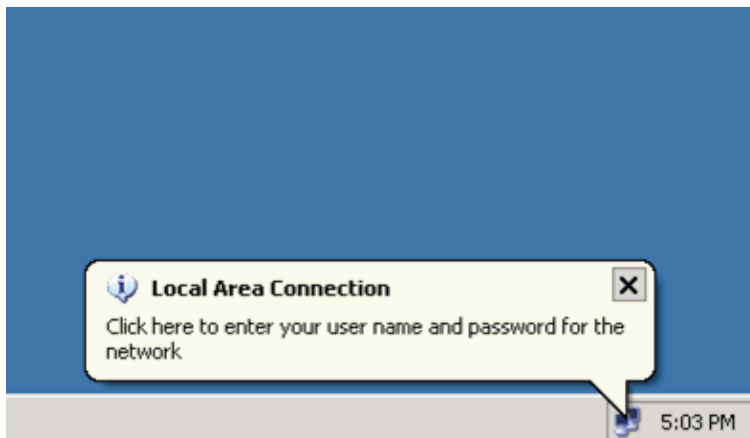 Local Area Connection
Click here to enter your user name and password for the
network
5:03 PM